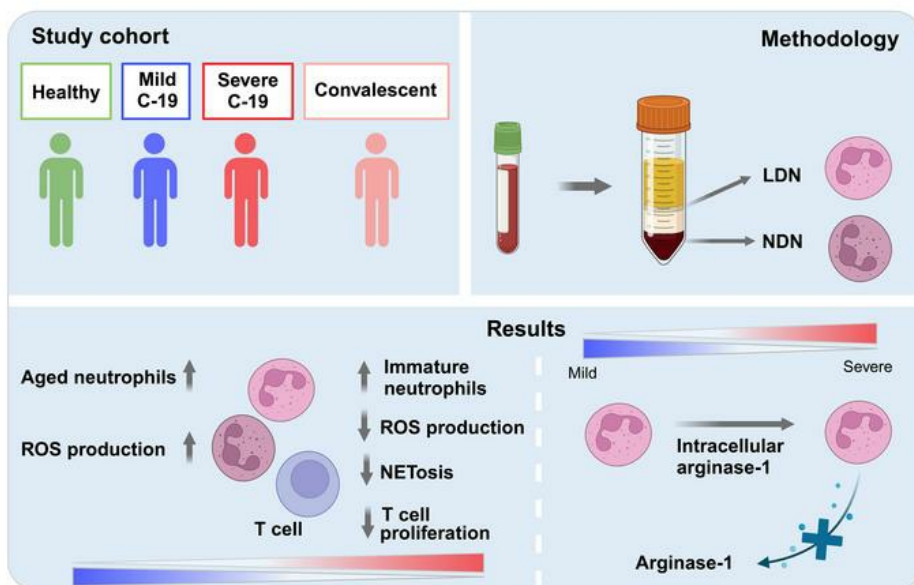 Study cohort
Healthy
Mild
C-19
Severe
C-19
Convalescent
Methodology
LDN
NDN
Results
Aged neutrophils
ROS production
T cell
Immature
neutrophils
ROS production
NETosis
T cell
proliferation
Mild
Severe
Intracellular
arginase-1
Arginase-1